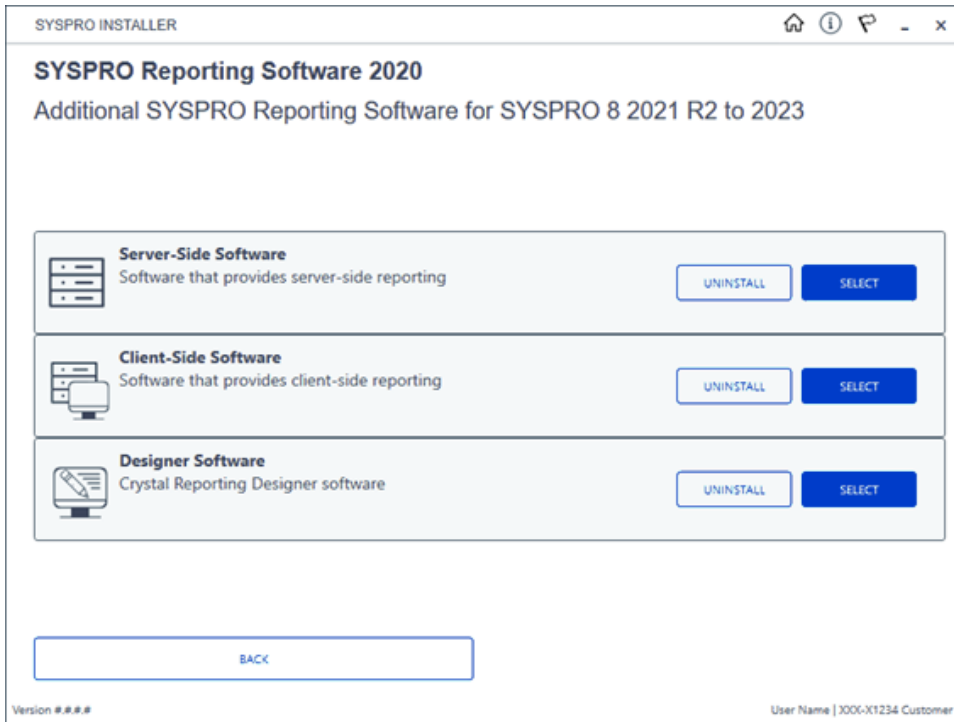 SYSPRO INSTALLER
SYSPRO Reporting Software 2020
Additional SYSPRO Reporting Software for SYSPRO 8 2021 R2 to 2023
Server-Side Software
Software that provides server-side reporting
UNINSTALL
SELECT
Client-Side Software
Software that provides client-side reporting
UNINSTALL
SELECT
Designer Software
Crystal Reporting Designer software
UNINSTALL
SELECT
BACK
Version #.#.#.#
User Name | XXX-X1234 Customer